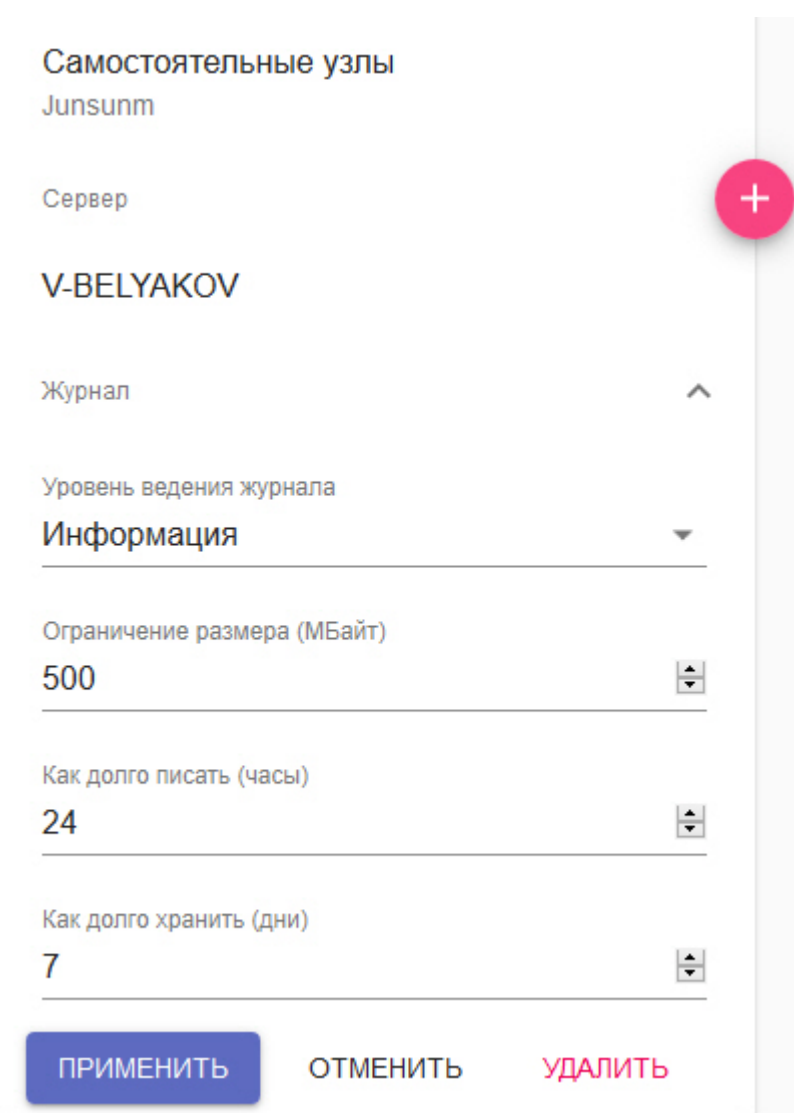 Самостоятельные узлы
Junsunm
Сервер
V-BELYAKOV
Журнал
Уровень ведения журнала
Информация
Ограничение размера (МБайт)
500
Как долго писать (часы)
24
Как долго хранить (дни)
7
ПРИМЕНИТЬ ОТМЕНИТЬ УДАЛИТЬ